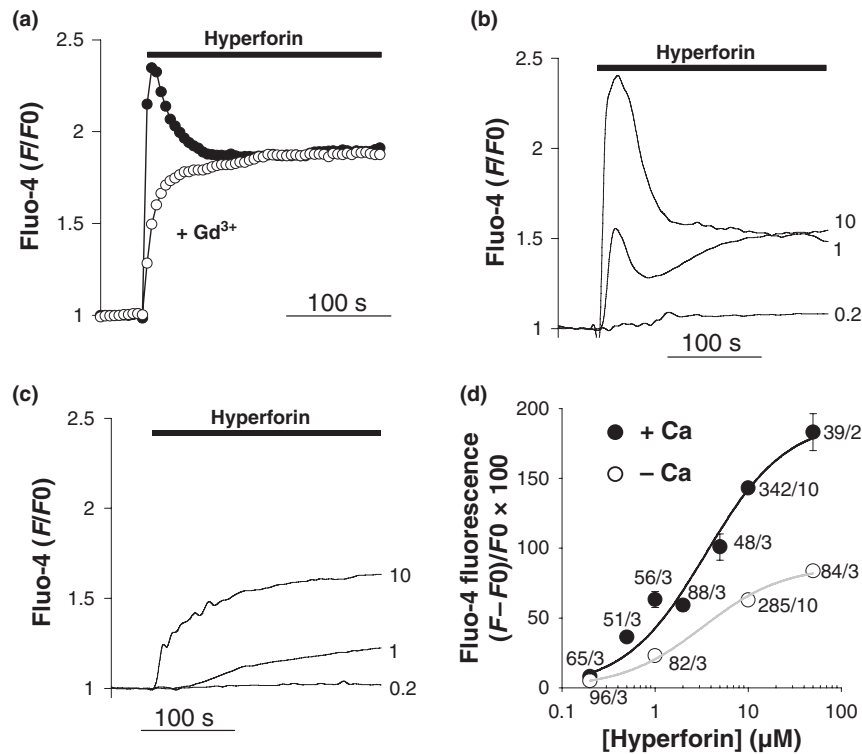 (a)
Hyperforin
2.5
2
1.5
1
Fluo-4 (F/F0)
+ Gd³⁺
100 s
(b)
Hyperforin
2.5
2
1.5
1
Fluo-4 (F/F0)
10
1
0.2
100 s
(c)
Hyperforin
2.5
2
1.5
1
Fluo-4 (F/F0)
10
1
0.2
100 s
(d)
200
150
100
50
0
Fluo-4 fluorescence
(F–F0)/F0 × 100
+ Ca
– Ca
39/2
342/10
48/3
56/3
88/3
51/3
65/3
84/3
285/10
82/3
96/3
0.1
1
10
100
[Hyperforin] (µM)